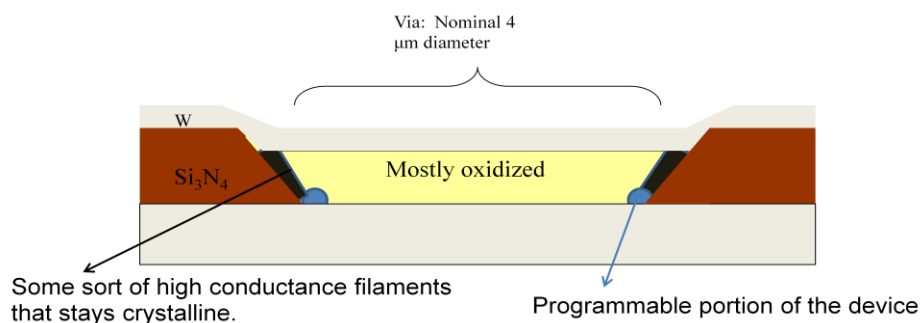 Via:  Nominal 4
μm diameter
W
Si₃N₄
Mostly oxidized
Some sort of high conductance filaments
that stays crystalline.
Programmable portion of the device